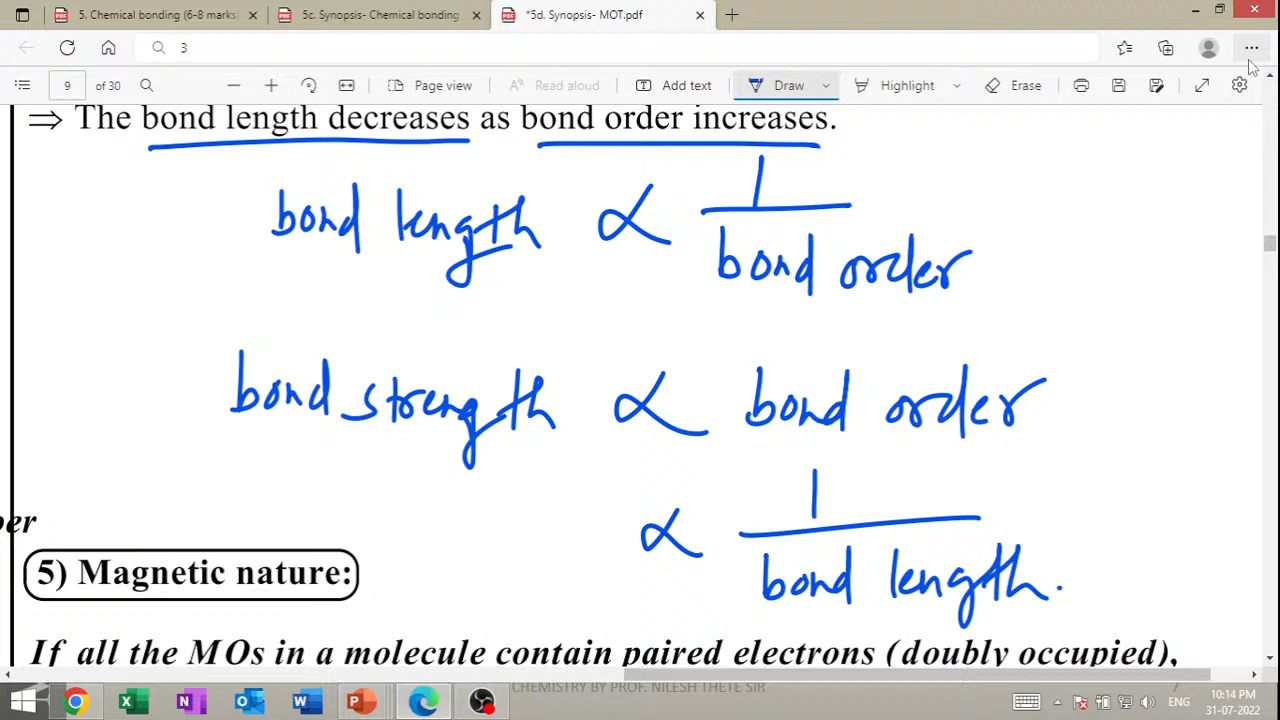 5. Chemical bonding (6-8 marks)
5c. Synopsis- Chemical bonding
*5d. Synopsis- MOT.pdf
3
9 of 30
Page view
Read aloud
Add text
Draw
Highlight
Erase
⇒ The bond length decreases as bond order increases.
bond length ∝ 1
bond order
bond strength ∝ bond order
∝ 1
bond length.
per
5) Magnetic nature:
If all the MOs in a molecule contain paired electrons (doubly occupied),
CHEMISTRY BY PROF. NILESH THETE SIR
ENG
10:14 PM
31-07-2022